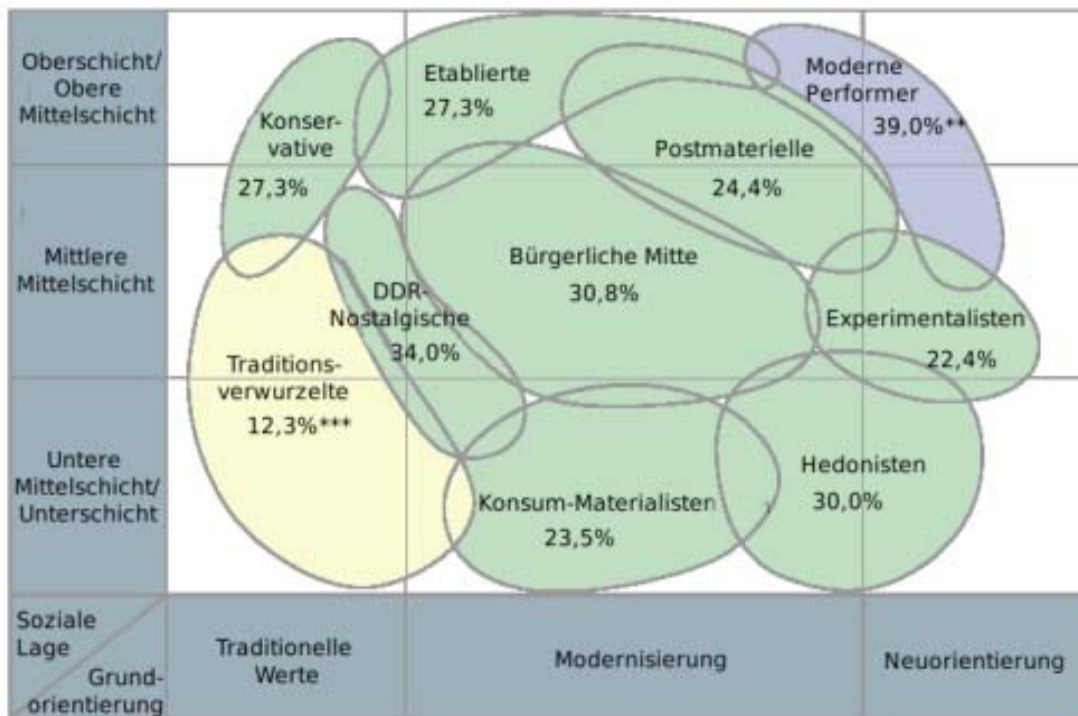 Oberschicht/
Obere
Mittelschicht
Mittlere
Mittelschicht
Untere
Mittelschicht/
Unterschicht
Soziale
Lage
Grund-
orientierung
Traditionelle
Werte
Modernisierung
Neuorientierung
Konser-
vative
27,3%
Etablierte
27,3%
Postmaterielle
24,4%
Moderne
Performer
39,0%**
Bürgerliche Mitte
30,8%
DDR-
Nostalgische
34,0%
Traditions-
verwurzelte
12,3%***
Experimentalisten
22,4%
Konsum-Materialisten
23,5%
Hedonisten
30,0%